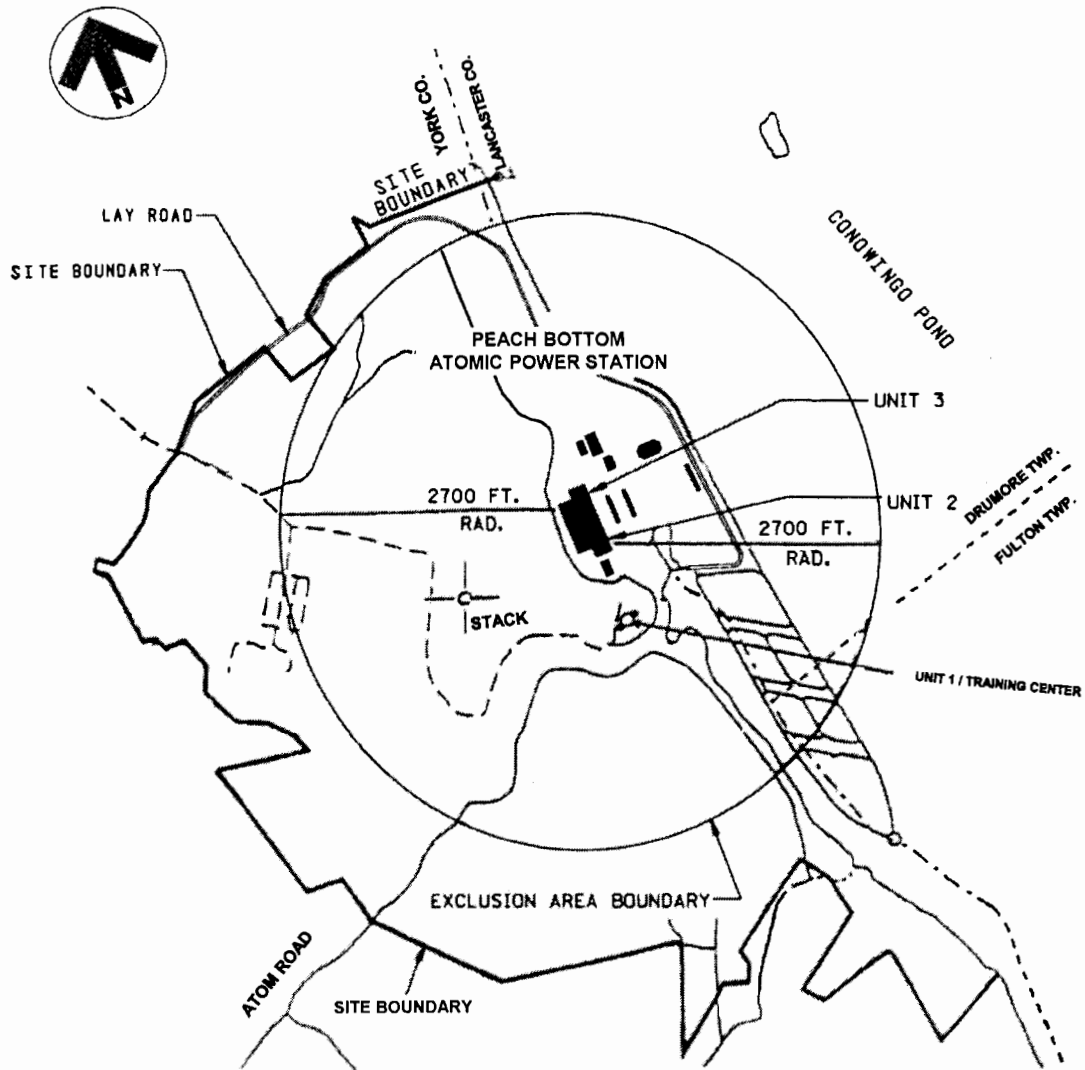 N
YORK CO.
LANCASTER CO.
SITE
BOUNDARY
LAY ROAD
SITE BOUNDARY
CONOWINGO POND
PEACH BOTTOM
ATOMIC POWER STATION
UNIT 3
2700 FT.
RAD.
UNIT 2
2700 FT.
RAD.
DRUMORE TWP.
FULTON TWP.
STACK
UNIT 1 / TRAINING CENTER
EXCLUSION AREA BOUNDARY
ATOM ROAD
SITE BOUNDARY